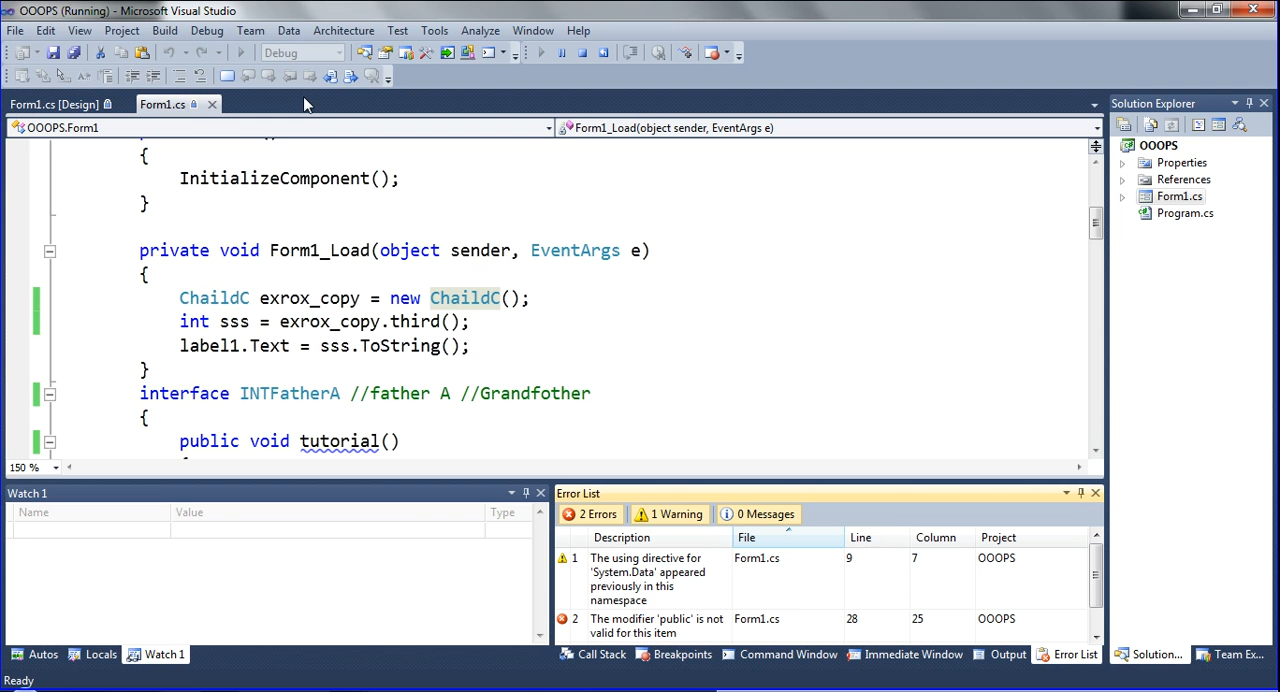 OOOPS (Running) - Microsoft Visual Studio
File Edit View Project Build Debug Team Data Architecture Test Tools Analyze Window Help
Debug
Form1.cs [Design] Form1.cs
Solution Explorer
OOOPS.Form1
Form1_Load(object sender, EventArgs e)
{
InitializeComponent();
}
private void Form1_Load(object sender, EventArgs e)
{
ChaildC exrox_copy = new ChaildC();
int sss = exrox_copy.third();
label1.Text = sss.ToString();
}
interface INTFatherA //father A //Grandfother
{
public void tutorial()
150 %
OOOPS
Properties
References
Form1.cs
Program.cs
Watch 1
Name Value Type
Error List
2 Errors 1 Warning 0 Messages
Description File Line Column Project
1 The using directive for 'System.Data' appeared previously in this namespace Form1.cs 9 7 OOOPS
2 The modifier 'public' is not valid for this item Form1.cs 28 25 OOOPS
Autos Locals Watch 1
Call Stack Breakpoints Command Window Immediate Window Output Error List
Solution... Team Ex...
Ready